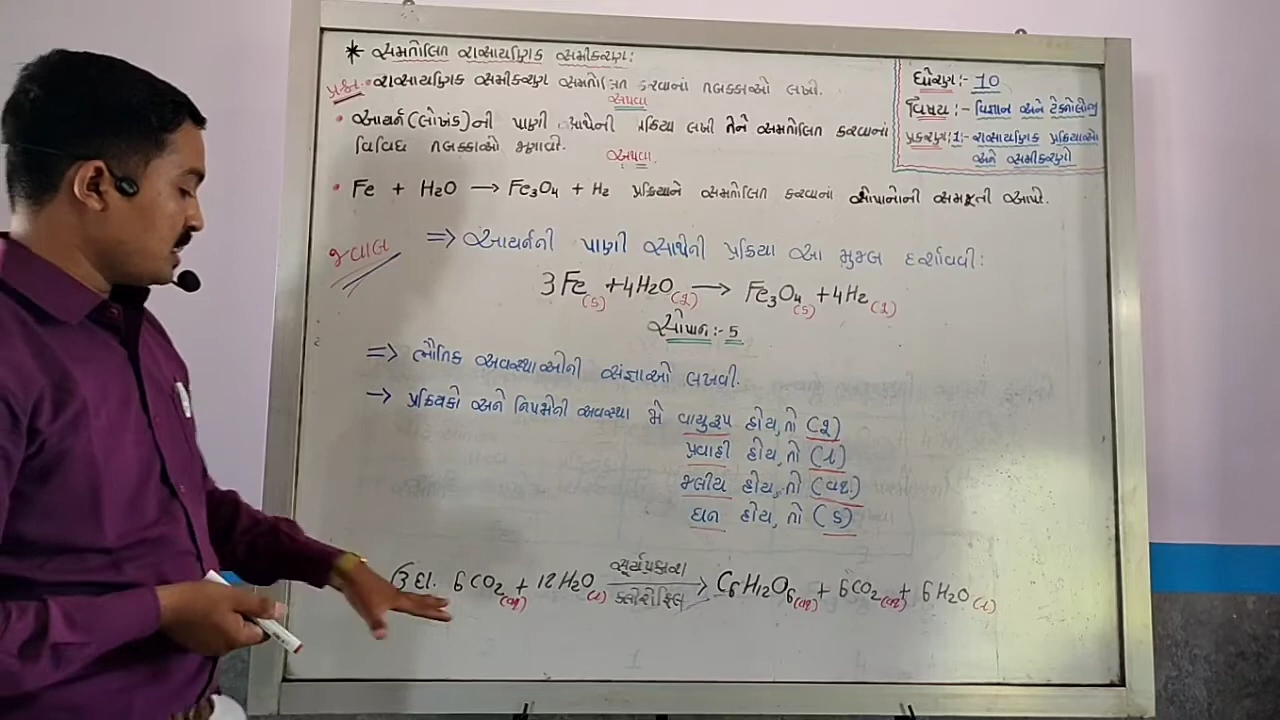 * સમતોલિત રાસાયણિક સમીકરણ:
પ્રશ્ન:- રાસાયણિક સમીકરણ સમતોલિત કરવાનાં તબક્કાઓ લખો.
અથવા
• આયર્ન(લોખંડ)ની પાણી સાથેની પ્રક્રિયા લખી તેને સમતોલિત કરવાના
વિવિધ તબક્કાઓ જણાવો.
અથવા.
• Fe + H2O → Fe3O4 + H2 પ્રક્રિયાને સમતોલિત કરવાના સોપાનોની સમજૂતી આપો.
ધોરણ:- 10
વિષય:- વિજ્ઞાન અને ટેકનોલોજી
પ્રકરણ:1:- રાસાયણિક પ્રક્રિયાઓ
અને સમીકરણો
જવાબ
⇒ આયર્નની પાણી સાથેની પ્રક્રિયા આ મુજબ દર્શાવવી:
3Fe(s) + 4H2O(g) → Fe3O4(s) + 4H2(g)
સોપાન:- 5
⇒ ભૌતિક અવસ્થાઓની સંજ્ઞાઓ લખવી.
→ પ્રક્રિયકો અને નિપજોની અવસ્થા જો વાયુરૂપ હોય,તો (g)
પ્રવાહી હોય,તો (l)
જલીય હોય,તો (aq.)
ઘન હોય,તો (s)
ઉદા. 6CO2(aq) + 12H2O(l) સૂર્યપ્રકાશ → ક્લોરોફિલ C6H12O6(aq) + 6CO2(aq) + 6H2O(l)